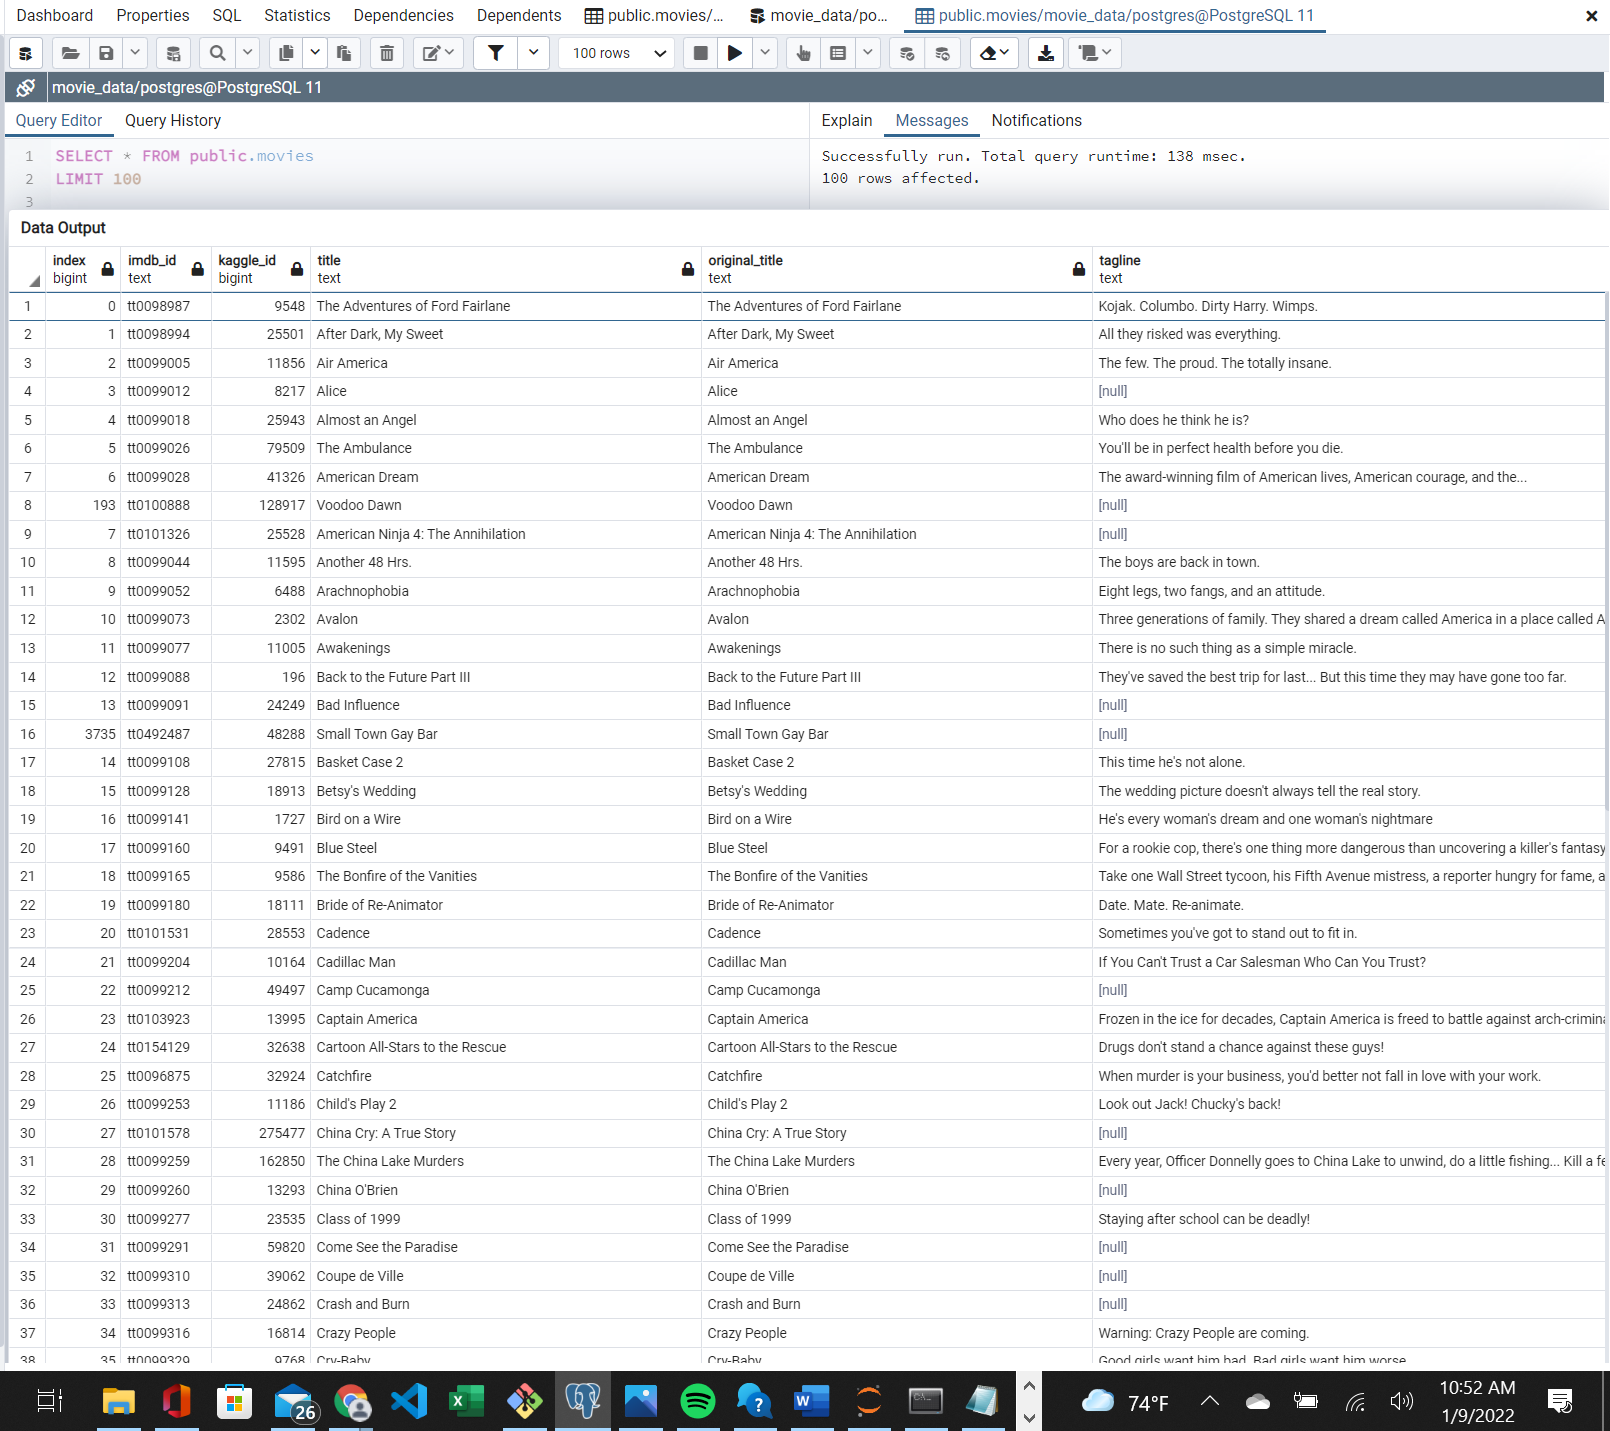 Dashboard Properties SQL Statistics Dependencies Dependents public.movies/... movie_data/po... public.movies/movie_data/postgres@PostgreSQL 11
100 rows
movie_data/postgres@PostgreSQL 11
Query Editor Query History
Explain Messages Notifications
1 SELECT * FROM public.movies
2 LIMIT 100
3
Successfully run. Total query runtime: 138 msec.
100 rows affected.
Data Output
index imdb_id kaggle_id title original_title tagline
bigint text bigint text text text
1 0 tt0098987 9548 The Adventures of Ford Fairlane The Adventures of Ford Fairlane Kojak. Columbo. Dirty Harry. Wimps.
2 1 tt0098994 25501 After Dark, My Sweet After Dark, My Sweet All they risked was everything.
3 2 tt0099005 11856 Air America Air America The few. The proud. The totally insane.
4 3 tt0099012 8217 Alice Alice [null]
5 4 tt0099018 25943 Almost an Angel Almost an Angel Who does he think he is?
6 5 tt0099026 79509 The Ambulance The Ambulance You'll be in perfect health before you die.
7 6 tt0099028 41326 American Dream American Dream The award-winning film of American lives, American courage, and the...
8 193 tt0100888 128917 Voodoo Dawn Voodoo Dawn [null]
9 7 tt0101326 25528 American Ninja 4: The Annihilation American Ninja 4: The Annihilation [null]
10 8 tt0099044 11595 Another 48 Hrs. Another 48 Hrs. The boys are back in town.
11 9 tt0099052 6488 Arachnophobia Arachnophobia Eight legs, two fangs, and an attitude.
12 10 tt0099073 2302 Avalon Avalon Three generations of family. They shared a dream called America in a place called A
13 11 tt0099077 11005 Awakenings Awakenings There is no such thing as a simple miracle.
14 12 tt0099088 196 Back to the Future Part III Back to the Future Part III They've saved the best trip for last... But this time they may have gone too far.
15 13 tt0099091 24249 Bad Influence Bad Influence [null]
16 3735 tt0492487 48288 Small Town Gay Bar Small Town Gay Bar [null]
17 14 tt0099108 27815 Basket Case 2 Basket Case 2 This time he's not alone.
18 15 tt0099128 18913 Betsy's Wedding Betsy's Wedding The wedding picture doesn't always tell the real story.
19 16 tt0099141 1727 Bird on a Wire Bird on a Wire He's every woman's dream and one woman's nightmare
20 17 tt0099160 9491 Blue Steel Blue Steel For a rookie cop, there's one thing more dangerous than uncovering a killer's fantasy
21 18 tt0099165 9586 The Bonfire of the Vanities The Bonfire of the Vanities Take one Wall Street tycoon, his Fifth Avenue mistress, a reporter hungry for fame, a
22 19 tt0099180 18111 Bride of Re-Animator Bride of Re-Animator Date. Mate. Re-animate.
23 20 tt0101531 28553 Cadence Cadence Sometimes you've got to stand out to fit in.
24 21 tt0099204 10164 Cadillac Man Cadillac Man If You Can't Trust a Car Salesman Who Can You Trust?
25 22 tt0099212 49497 Camp Cucamonga Camp Cucamonga [null]
26 23 tt0103923 13995 Captain America Captain America Frozen in the ice for decades, Captain America is freed to battle against arch-crimina
27 24 tt0154129 32638 Cartoon All-Stars to the Rescue Cartoon All-Stars to the Rescue Drugs don't stand a chance against these guys!
28 25 tt0096875 32924 Catchfire Catchfire When murder is your business, you'd better not fall in love with your work.
29 26 tt0099253 11186 Child's Play 2 Child's Play 2 Look out Jack! Chucky's back!
30 27 tt0101578 275477 China Cry: A True Story China Cry: A True Story [null]
31 28 tt0099259 162850 The China Lake Murders The China Lake Murders Every year, Officer Donnelly goes to China Lake to unwind, do a little fishing... Kill a fe
32 29 tt0099260 13293 China O'Brien China O'Brien [null]
33 30 tt0099277 23535 Class of 1999 Class of 1999 Staying after school can be deadly!
34 31 tt0099291 59820 Come See the Paradise Come See the Paradise [null]
35 32 tt0099310 39062 Coupe de Ville Coupe de Ville [null]
36 33 tt0099313 24862 Crash and Burn Crash and Burn [null]
37 34 tt0099316 16814 Crazy People Crazy People Warning: Crazy People are coming.
38 35 tt0099329 9768 Cry-Baby Cry-Baby Good girls want him bad. Bad girls want him worse.
26
74°F
10:52 AM
1/9/2022